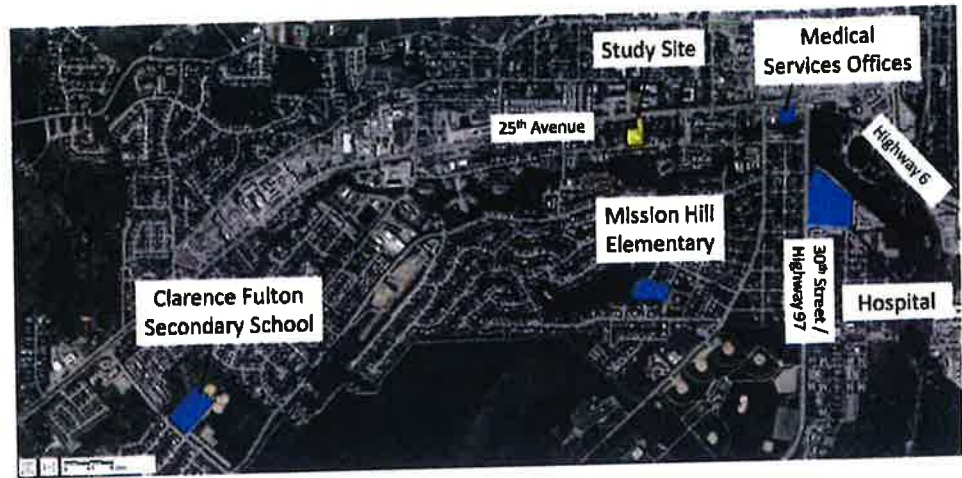 Study Site
Medical
Services Offices
25th Avenue
Highway 6
Mission Hill
Elementary
30th Street /
Highway 97
Hospital
Clarence Fulton
Secondary School